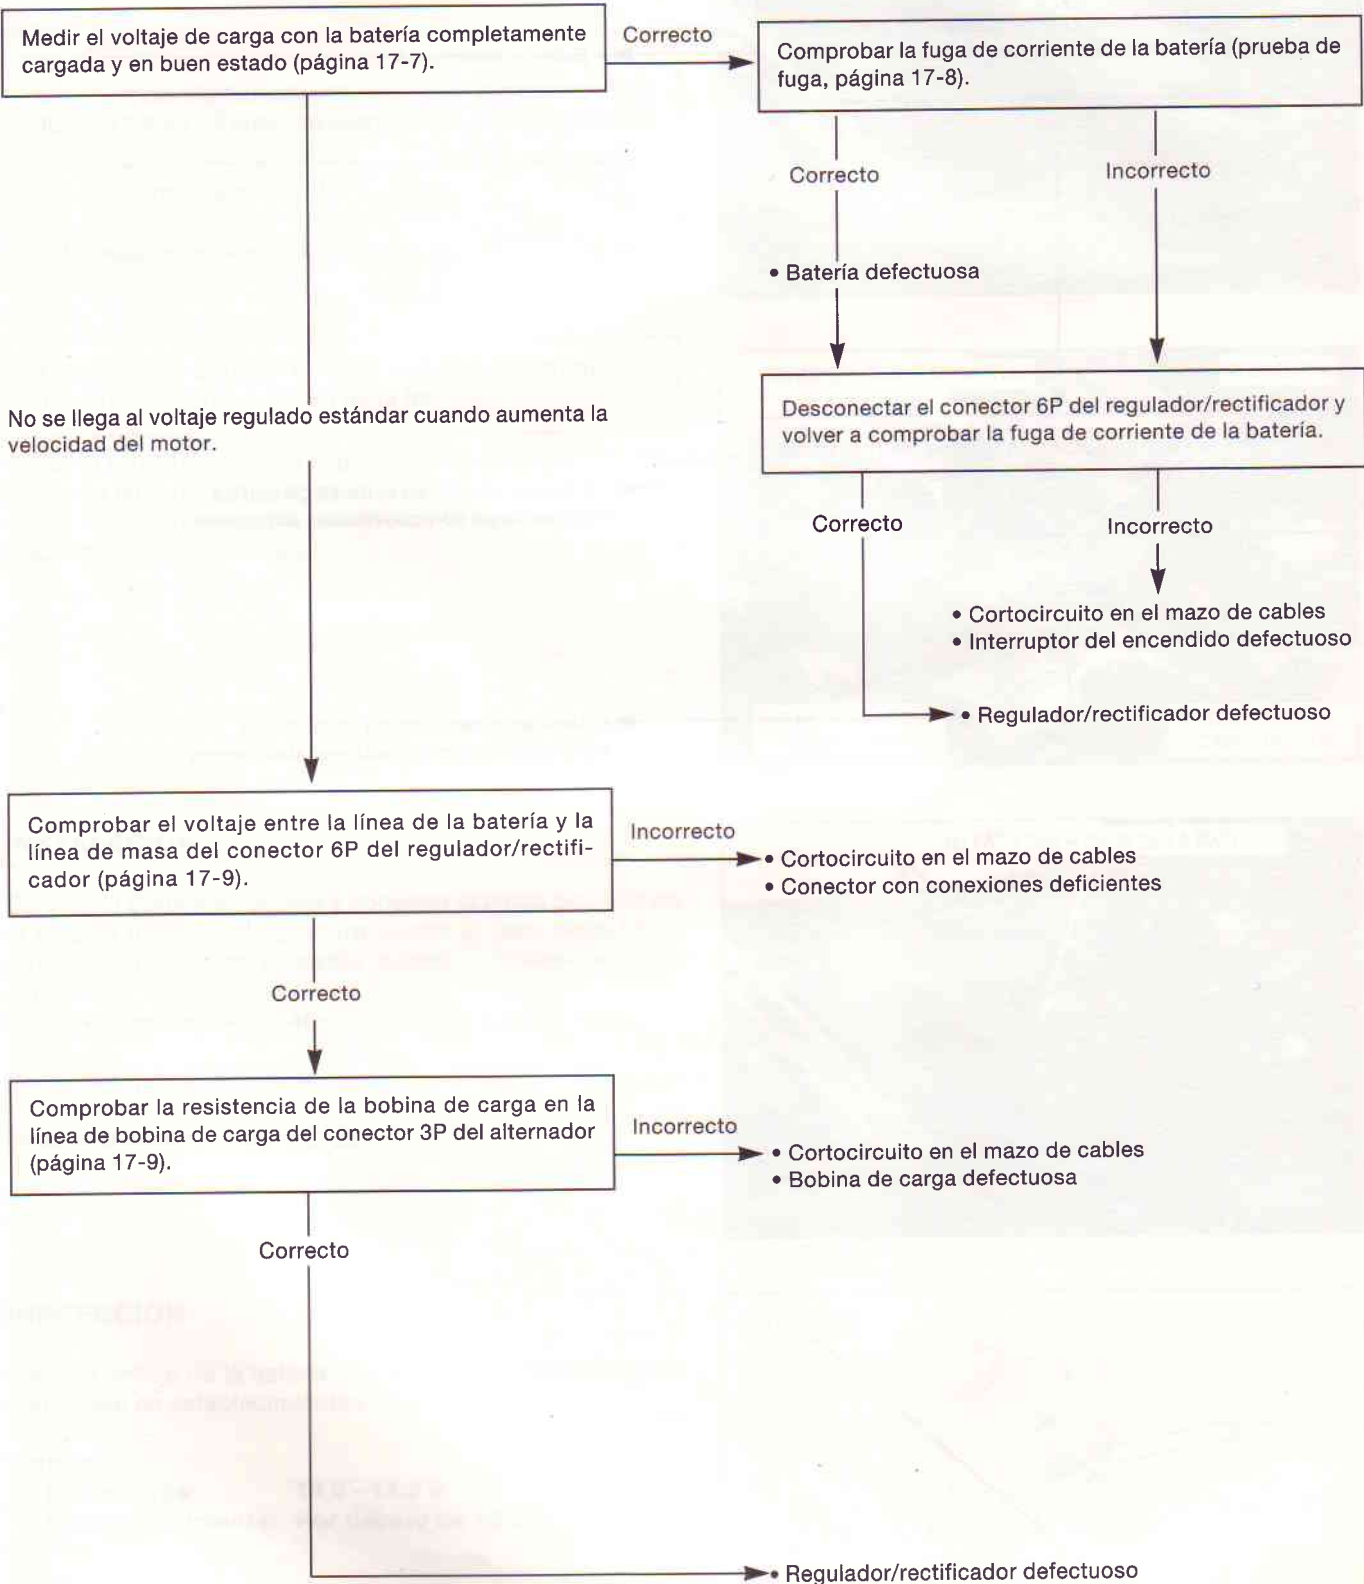 Medir el voltaje de carga con la batería completamente
cargada y en buen estado (página 17-7).
Correcto
Comprobar la fuga de corriente de la batería (prueba de
fuga, página 17-8).
Correcto
Incorrecto
• Batería defectuosa
Desconectar el conector 6P del regulador/rectificador y
volver a comprobar la fuga de corriente de la batería.
Correcto
Incorrecto
• Cortocircuito en el mazo de cables
• Interruptor del encendido defectuoso
• Regulador/rectificador defectuoso
No se llega al voltaje regulado estándar cuando aumenta la
velocidad del motor.
Comprobar el voltaje entre la línea de la batería y la
línea de masa del conector 6P del regulador/rectifi-
cador (página 17-9).
Incorrecto
• Cortocircuito en el mazo de cables
• Conector con conexiones deficientes
Correcto
Comprobar la resistencia de la bobina de carga en la
línea de bobina de carga del conector 3P del alternador
(página 17-9).
Incorrecto
• Cortocircuito en el mazo de cables
• Bobina de carga defectuosa
Correcto
• Regulador/rectificador defectuoso